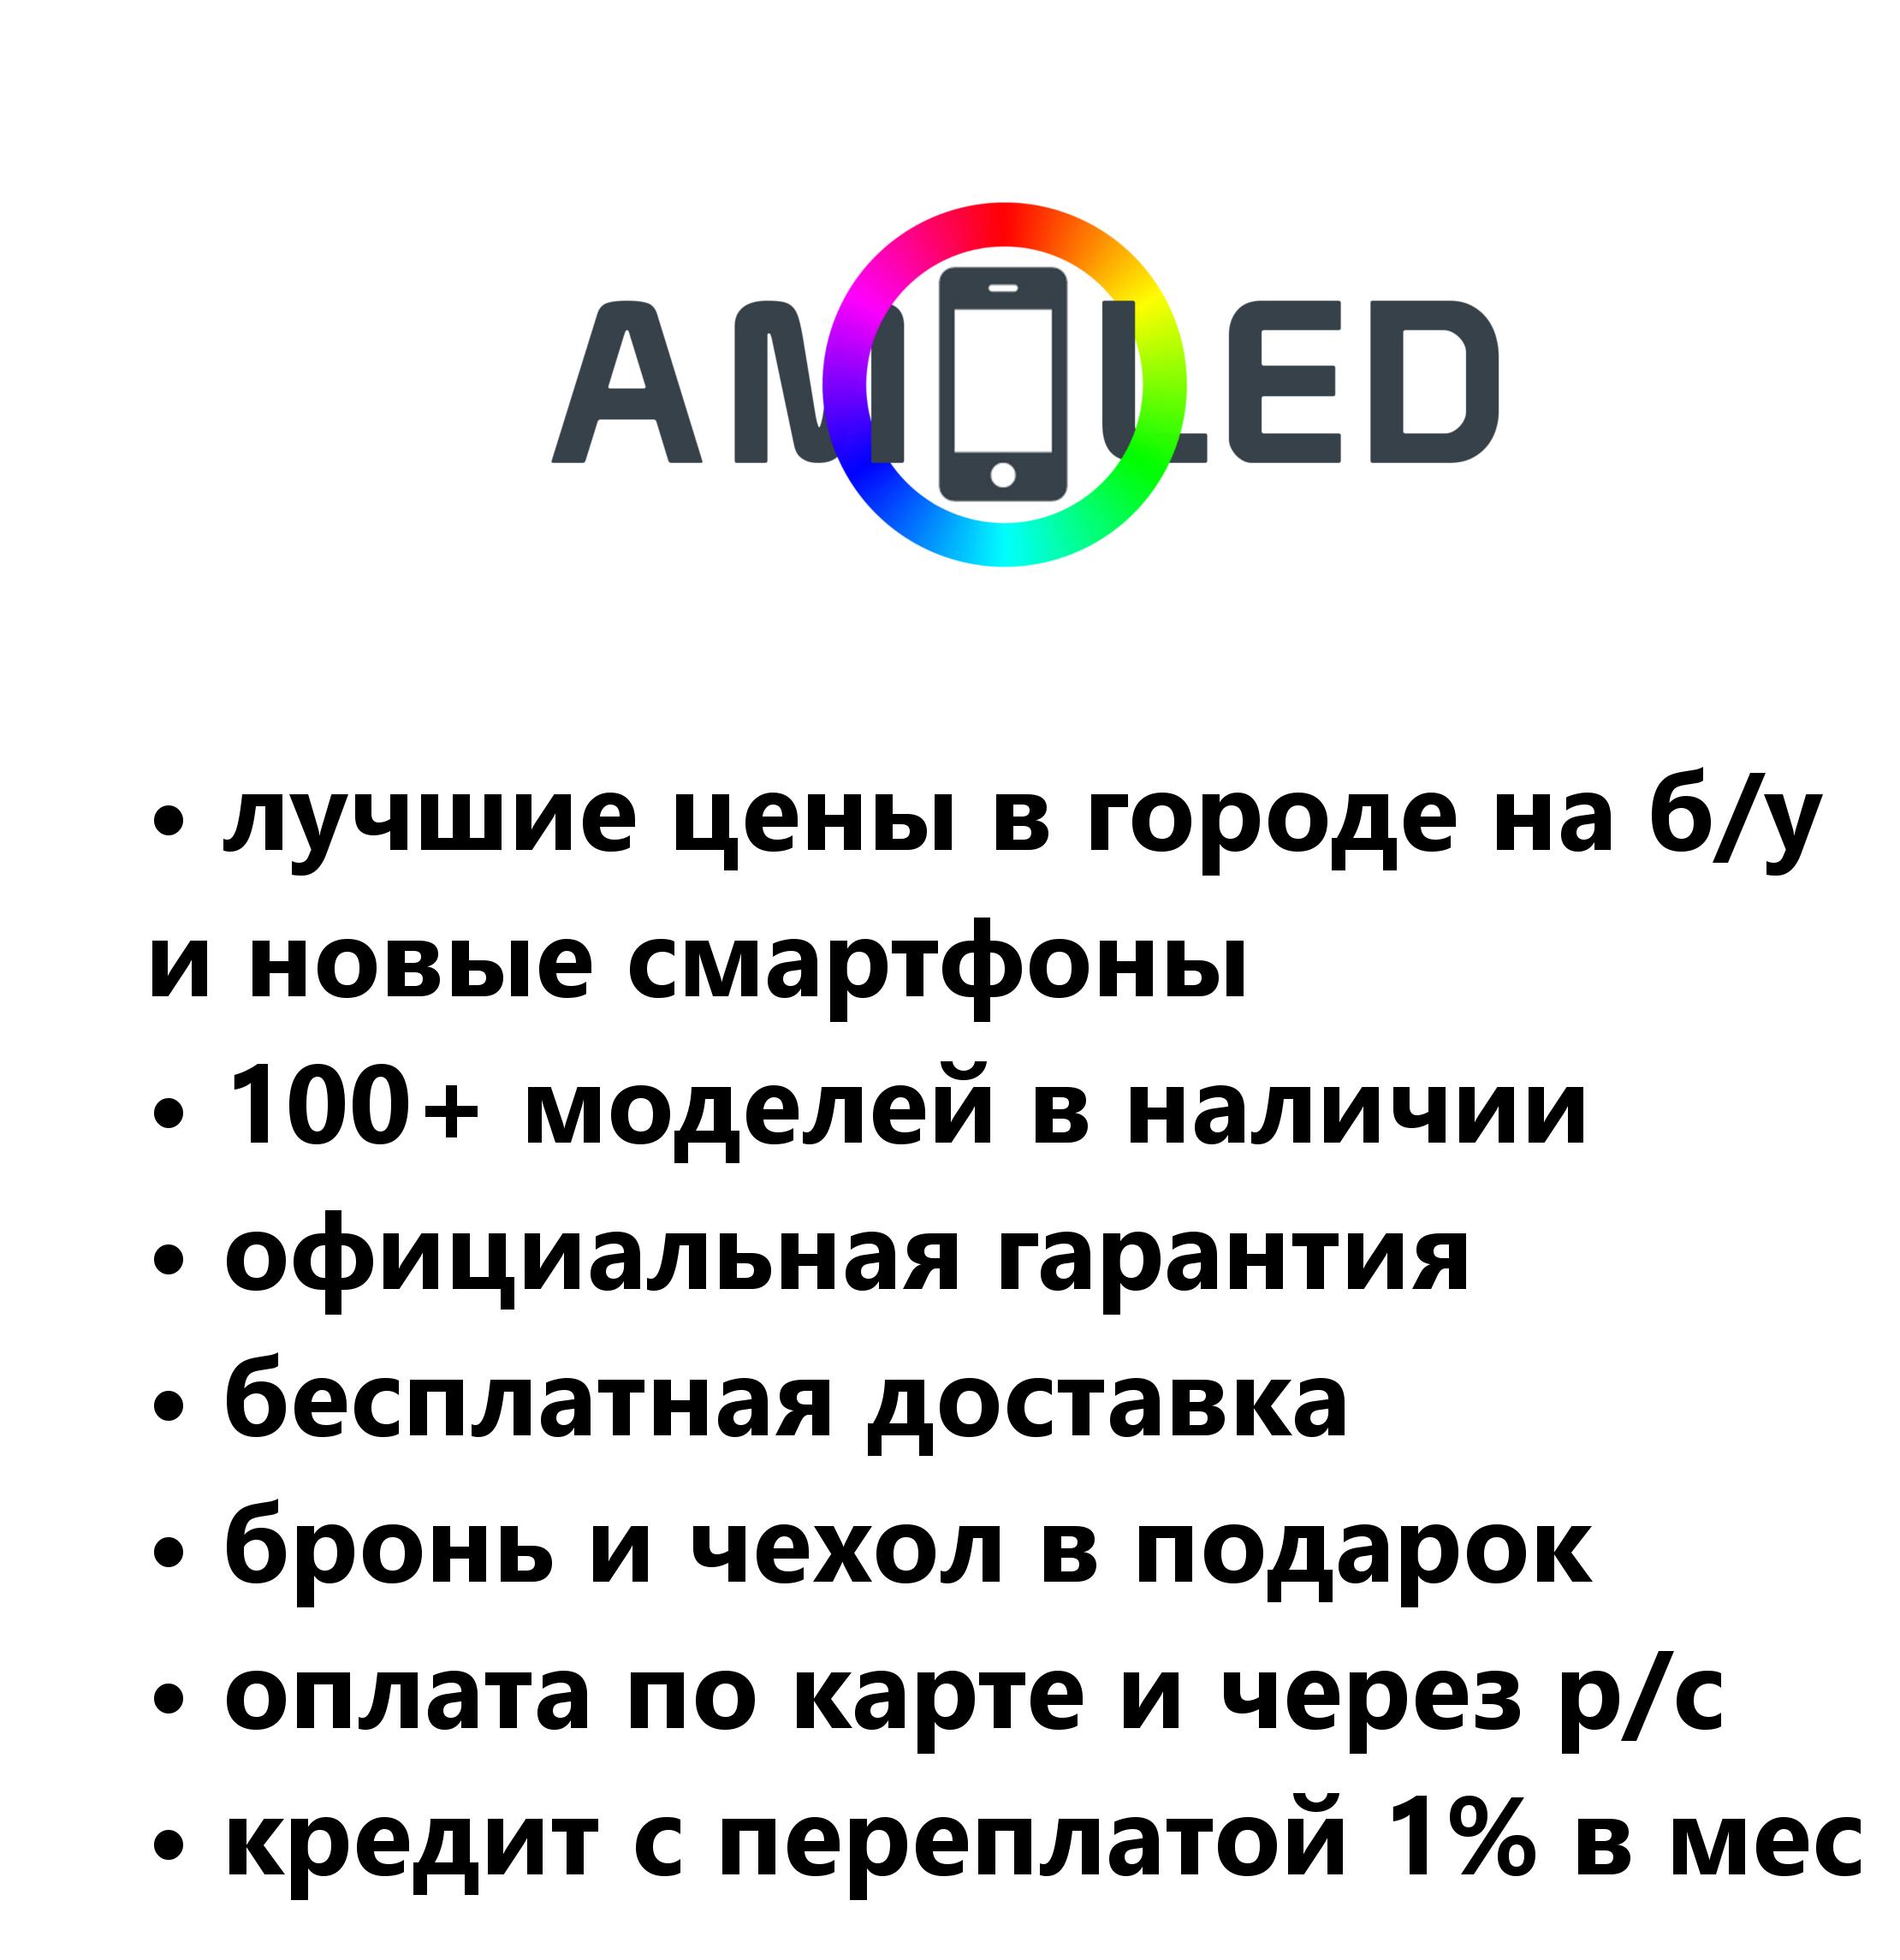 AMOLED
• лучшие цены в городе на б/у
и новые смартфоны
• 100+ моделей в наличии
• официальная гарантия
• бесплатная доставка
• бронь и чехол в подарок
• оплата по карте и через р/с
• кредит с переплатой 1% в мес